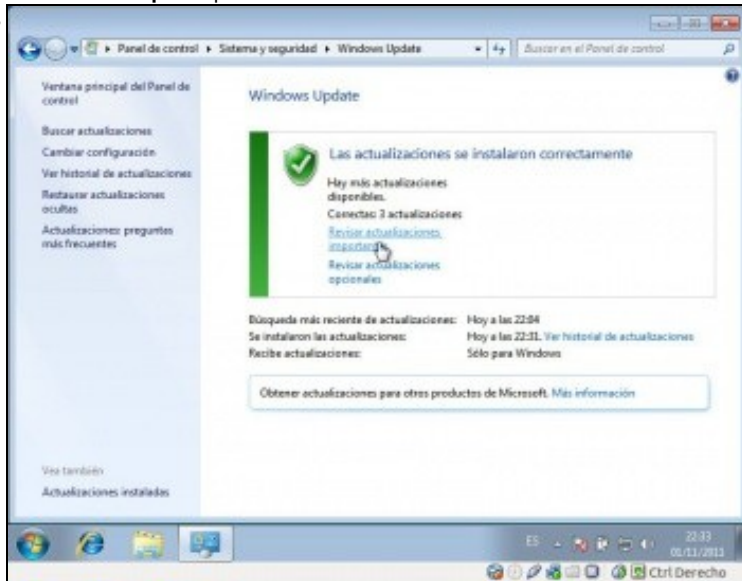 Panel de control ▸ Sistema y seguridad ▸ Windows Update
Buscar en el Panel de control
Ventana principal del Panel de
control
Buscar actualizaciones
Cambiar configuración
Ver historial de actualizaciones
Restaurar actualizaciones
ocultas
Actualizaciones: preguntas
más frecuentes
Vea también
Actualizaciones instaladas
Windows Update
Las actualizaciones se instalaron correctamente
Hay más actualizaciones
disponibles.
Correctas: 3 actualizaciones
Revisar actualizaciones
Revisar actualizaciones
opcionales
Búsqueda más reciente de actualizaciones: Hoy a las 22:04
Se instalaron las actualizaciones: Hoy a las 22:31. Ver historial de actualizaciones
Recibe actualizaciones: Sólo para Windows
Obtener actualizaciones para otros productos de Microsoft. Más información
ES 22:33
01/11/2011
Ctrl Derecho